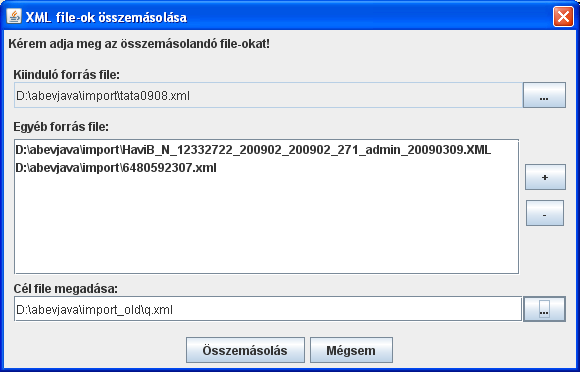 XML file-ok összemásolása
Kérem adja meg az összemásolandó file-okat!
Kiinduló forrás file:
D:\abevjava\import\tata0908.xml
...
Egyéb forrás file:
D:\abevjava\import\HaviB_N_12332722_200902_200902_271_admin_20090309.XML
D:\abevjava\import\6480592307.xml
+
-
Cél file megadása:
D:\abevjava\import_old\q.xml
...
Összemásolás
Mégsem